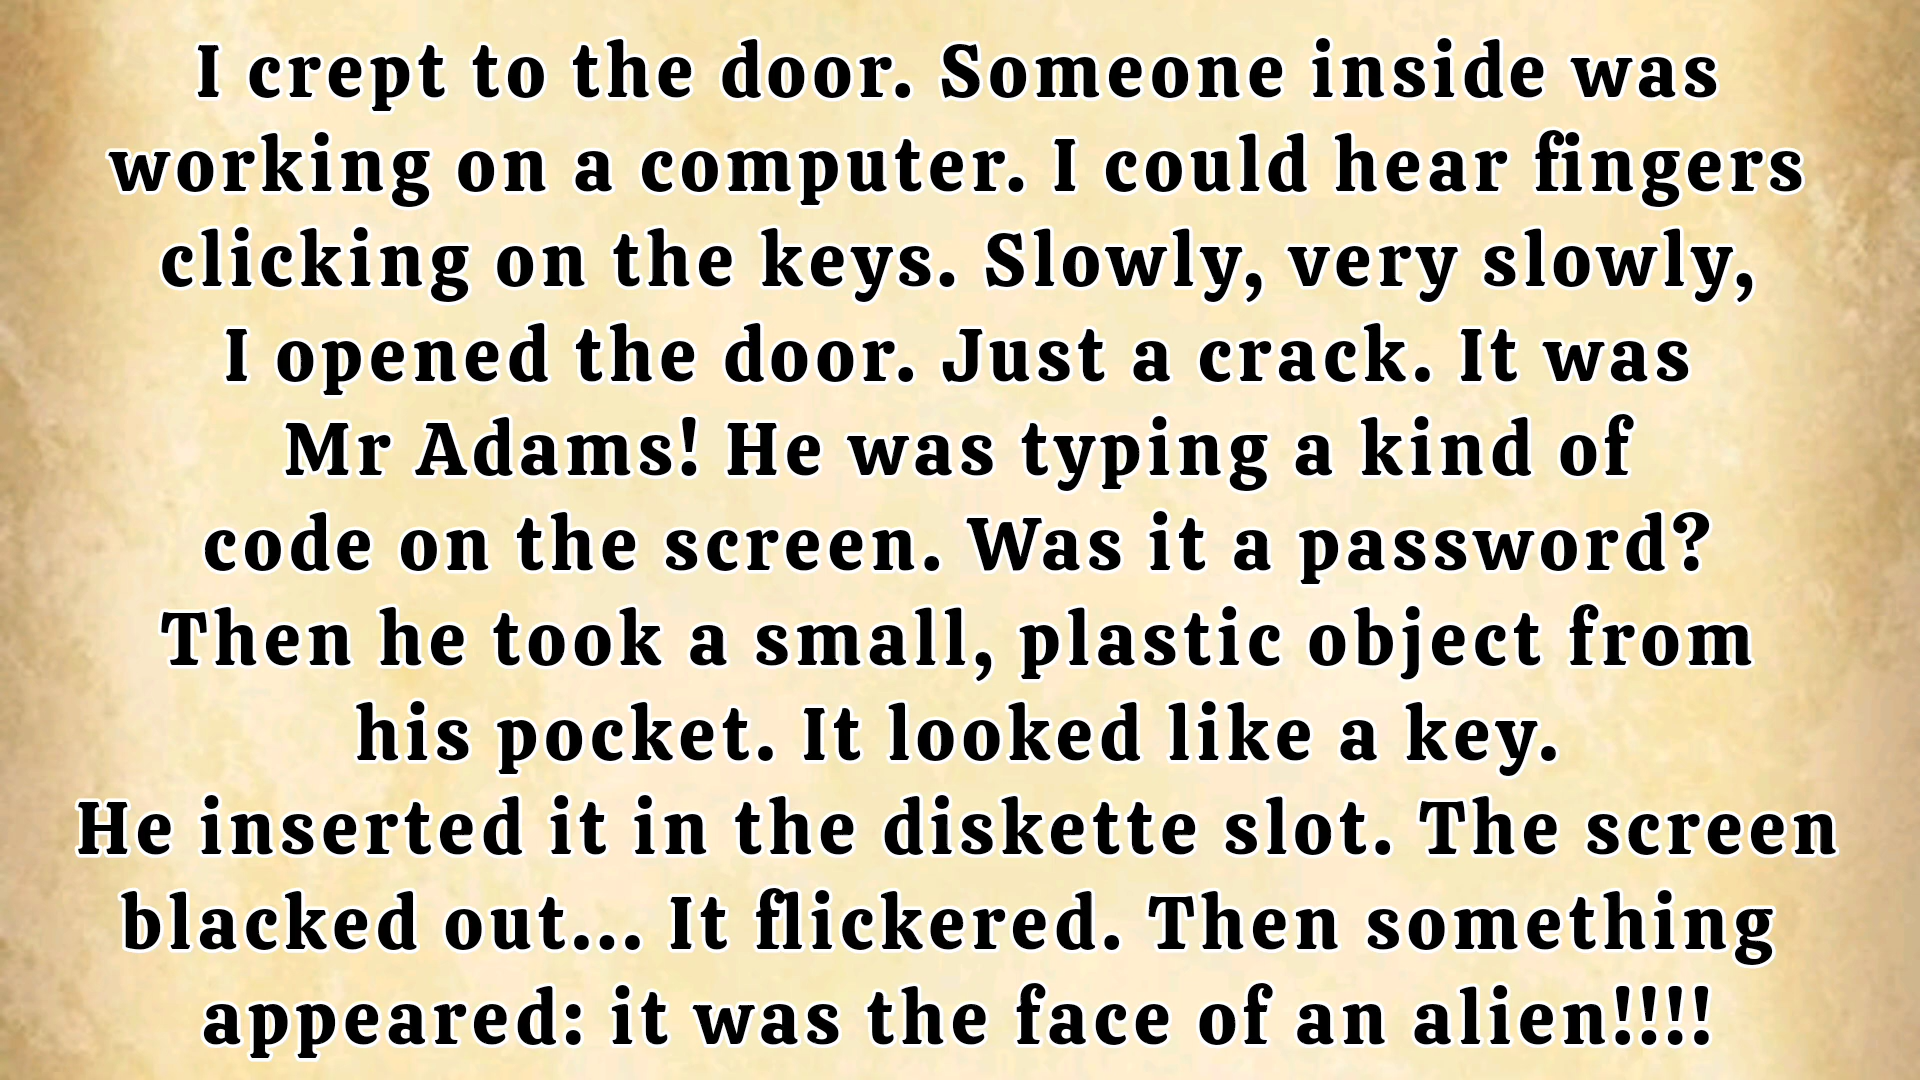 I crept to the door. Someone inside was
working on a computer. I could hear fingers
clicking on the keys. Slowly, very slowly,
I opened the door. Just a crack. It was
Mr Adams! He was typing a kind of
code on the screen. Was it a password?
Then he took a small, plastic object from
his pocket. It looked like a key.
He inserted it in the diskette slot. The screen
blacked out... It flickered. Then something
appeared: it was the face of an alien!!!!